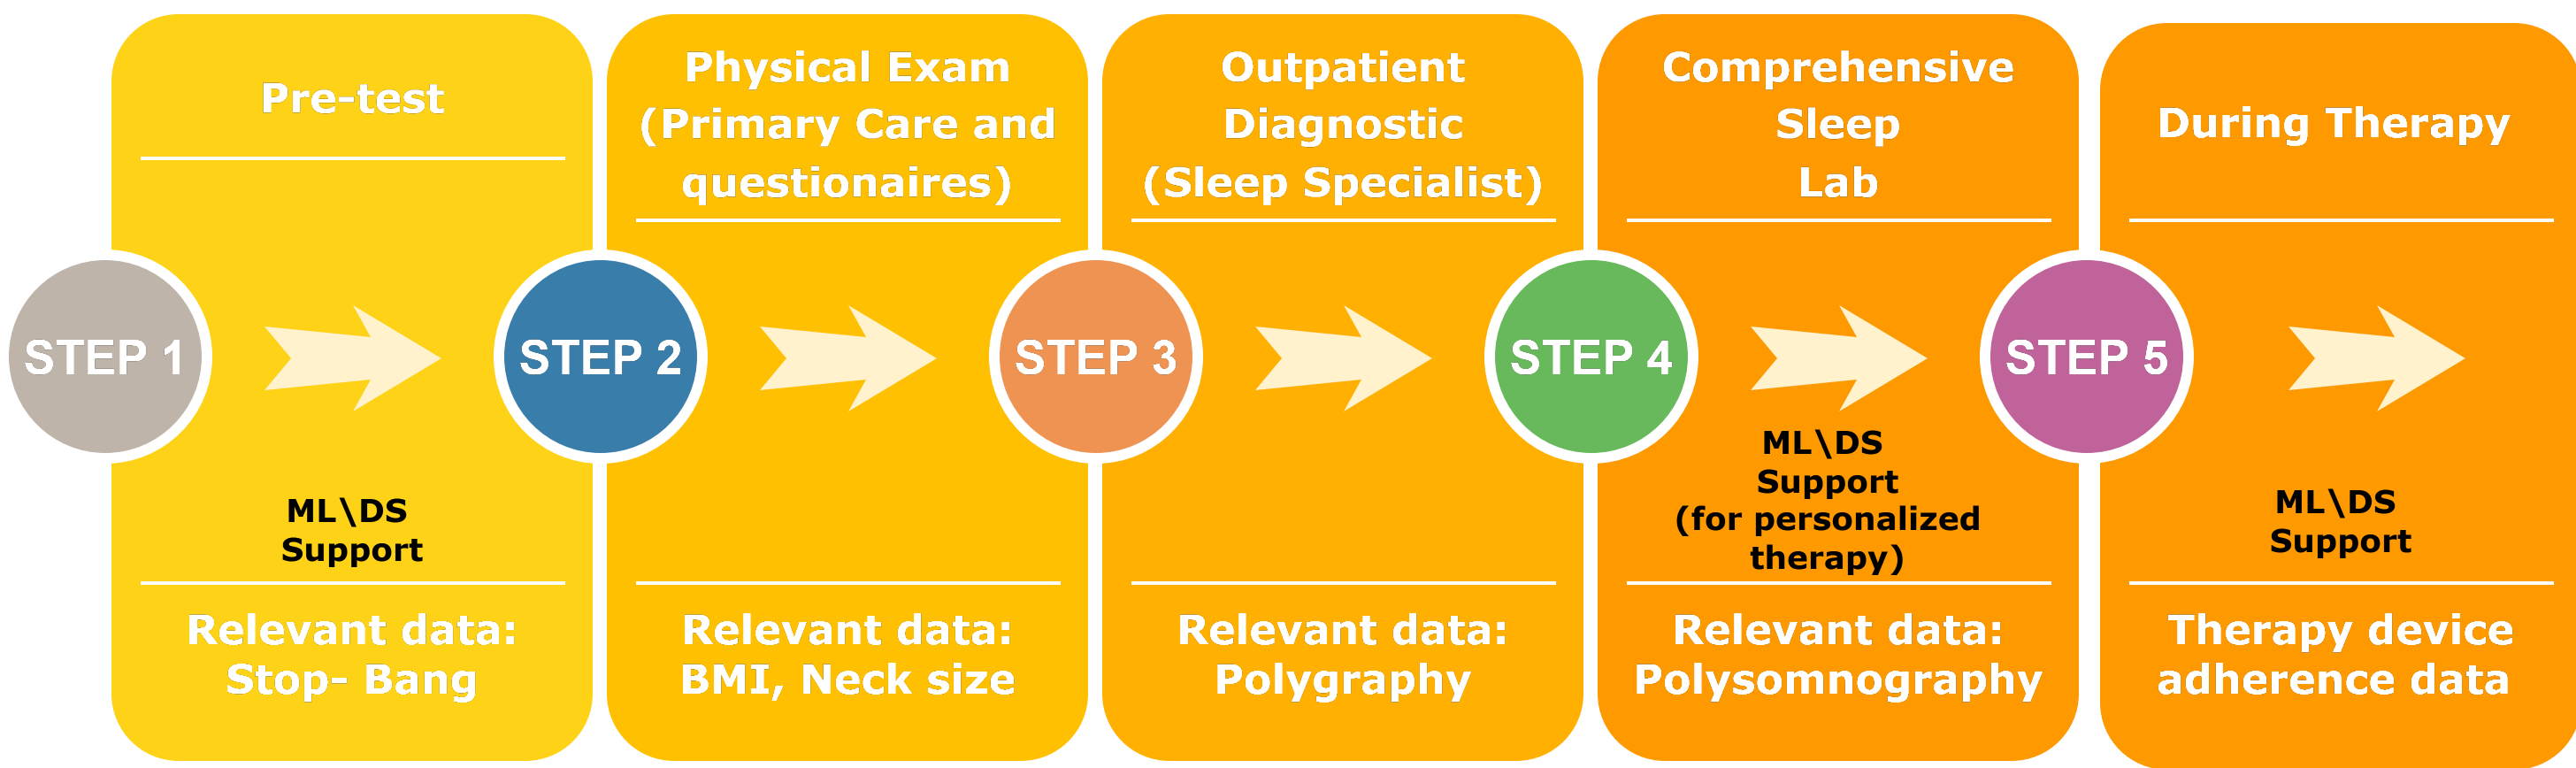 Pre-test
STEP 1
ML\DS
Support
Relevant data:
Stop- Bang
Physical Exam
(Primary Care and
questionaires)
STEP 2
Relevant data:
BMI, Neck size
Outpatient
Diagnostic
(Sleep Specialist)
STEP 3
Relevant data:
Polygraphy
Comprehensive
Sleep
Lab
STEP 4
ML\DS
Support
(for personalized
therapy)
Relevant data:
Polysomnography
During Therapy
STEP 5
ML\DS
Support
Therapy device
adherence data